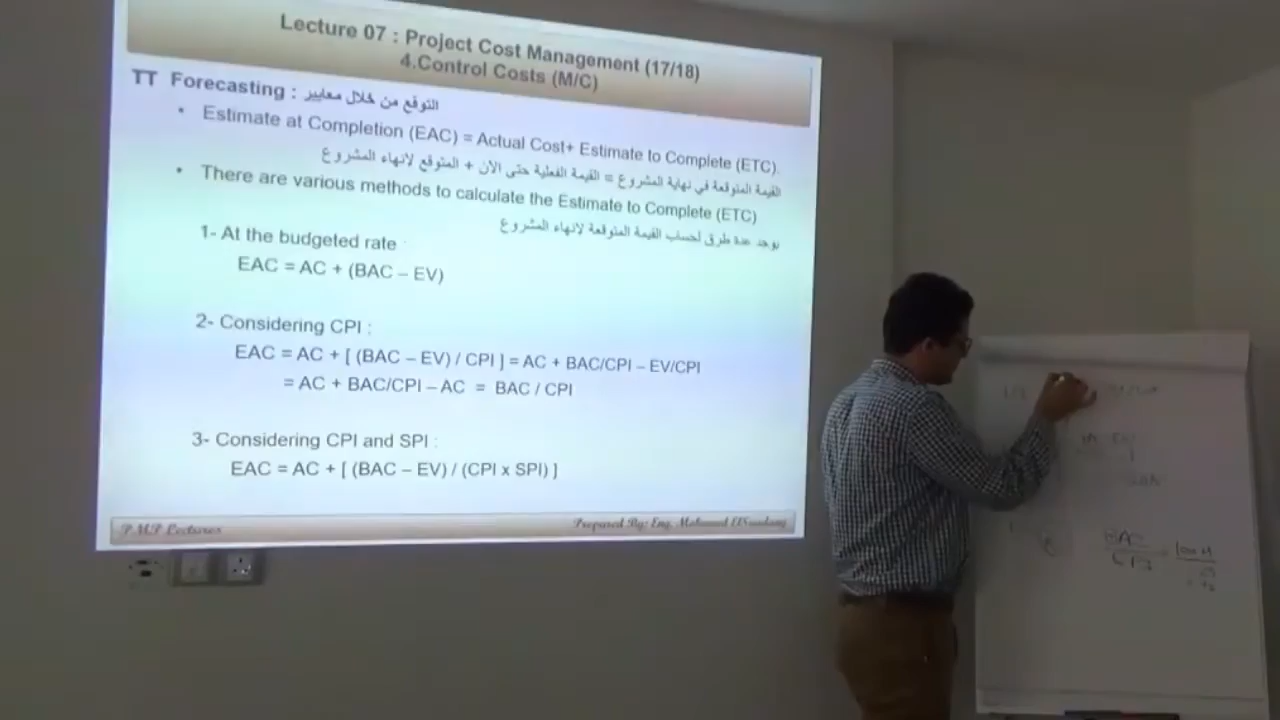 Lecture 07 : Project Cost Management (17/18)
4.Control Costs (M/C)
TT Forecasting : التوقع من خلال معايير
• Estimate at Completion (EAC) = Actual Cost+ Estimate to Complete (ETC).
القيمة المتوقعة في نهاية المشروع = القيمة الفعلية حتى الآن + المتوقع لانهاء المشروع
• There are various methods to calculate the Estimate to Complete (ETC)
يوجد عدة طرق لحساب القيمة المتوقعة لانهاء المشروع
1- At the budgeted rate :
EAC = AC + (BAC – EV)
2- Considering CPI :
EAC = AC + [ (BAC – EV) / CPI ] = AC + BAC/CPI – EV/CPI
= AC + BAC/CPI – AC = BAC / CPI
3- Considering CPI and SPI :
EAC = AC + [ (BAC – EV) / (CPI x SPI) ]
P.M.P Lectures
Prepared By: Eng. Mohamed
BAC
CPI